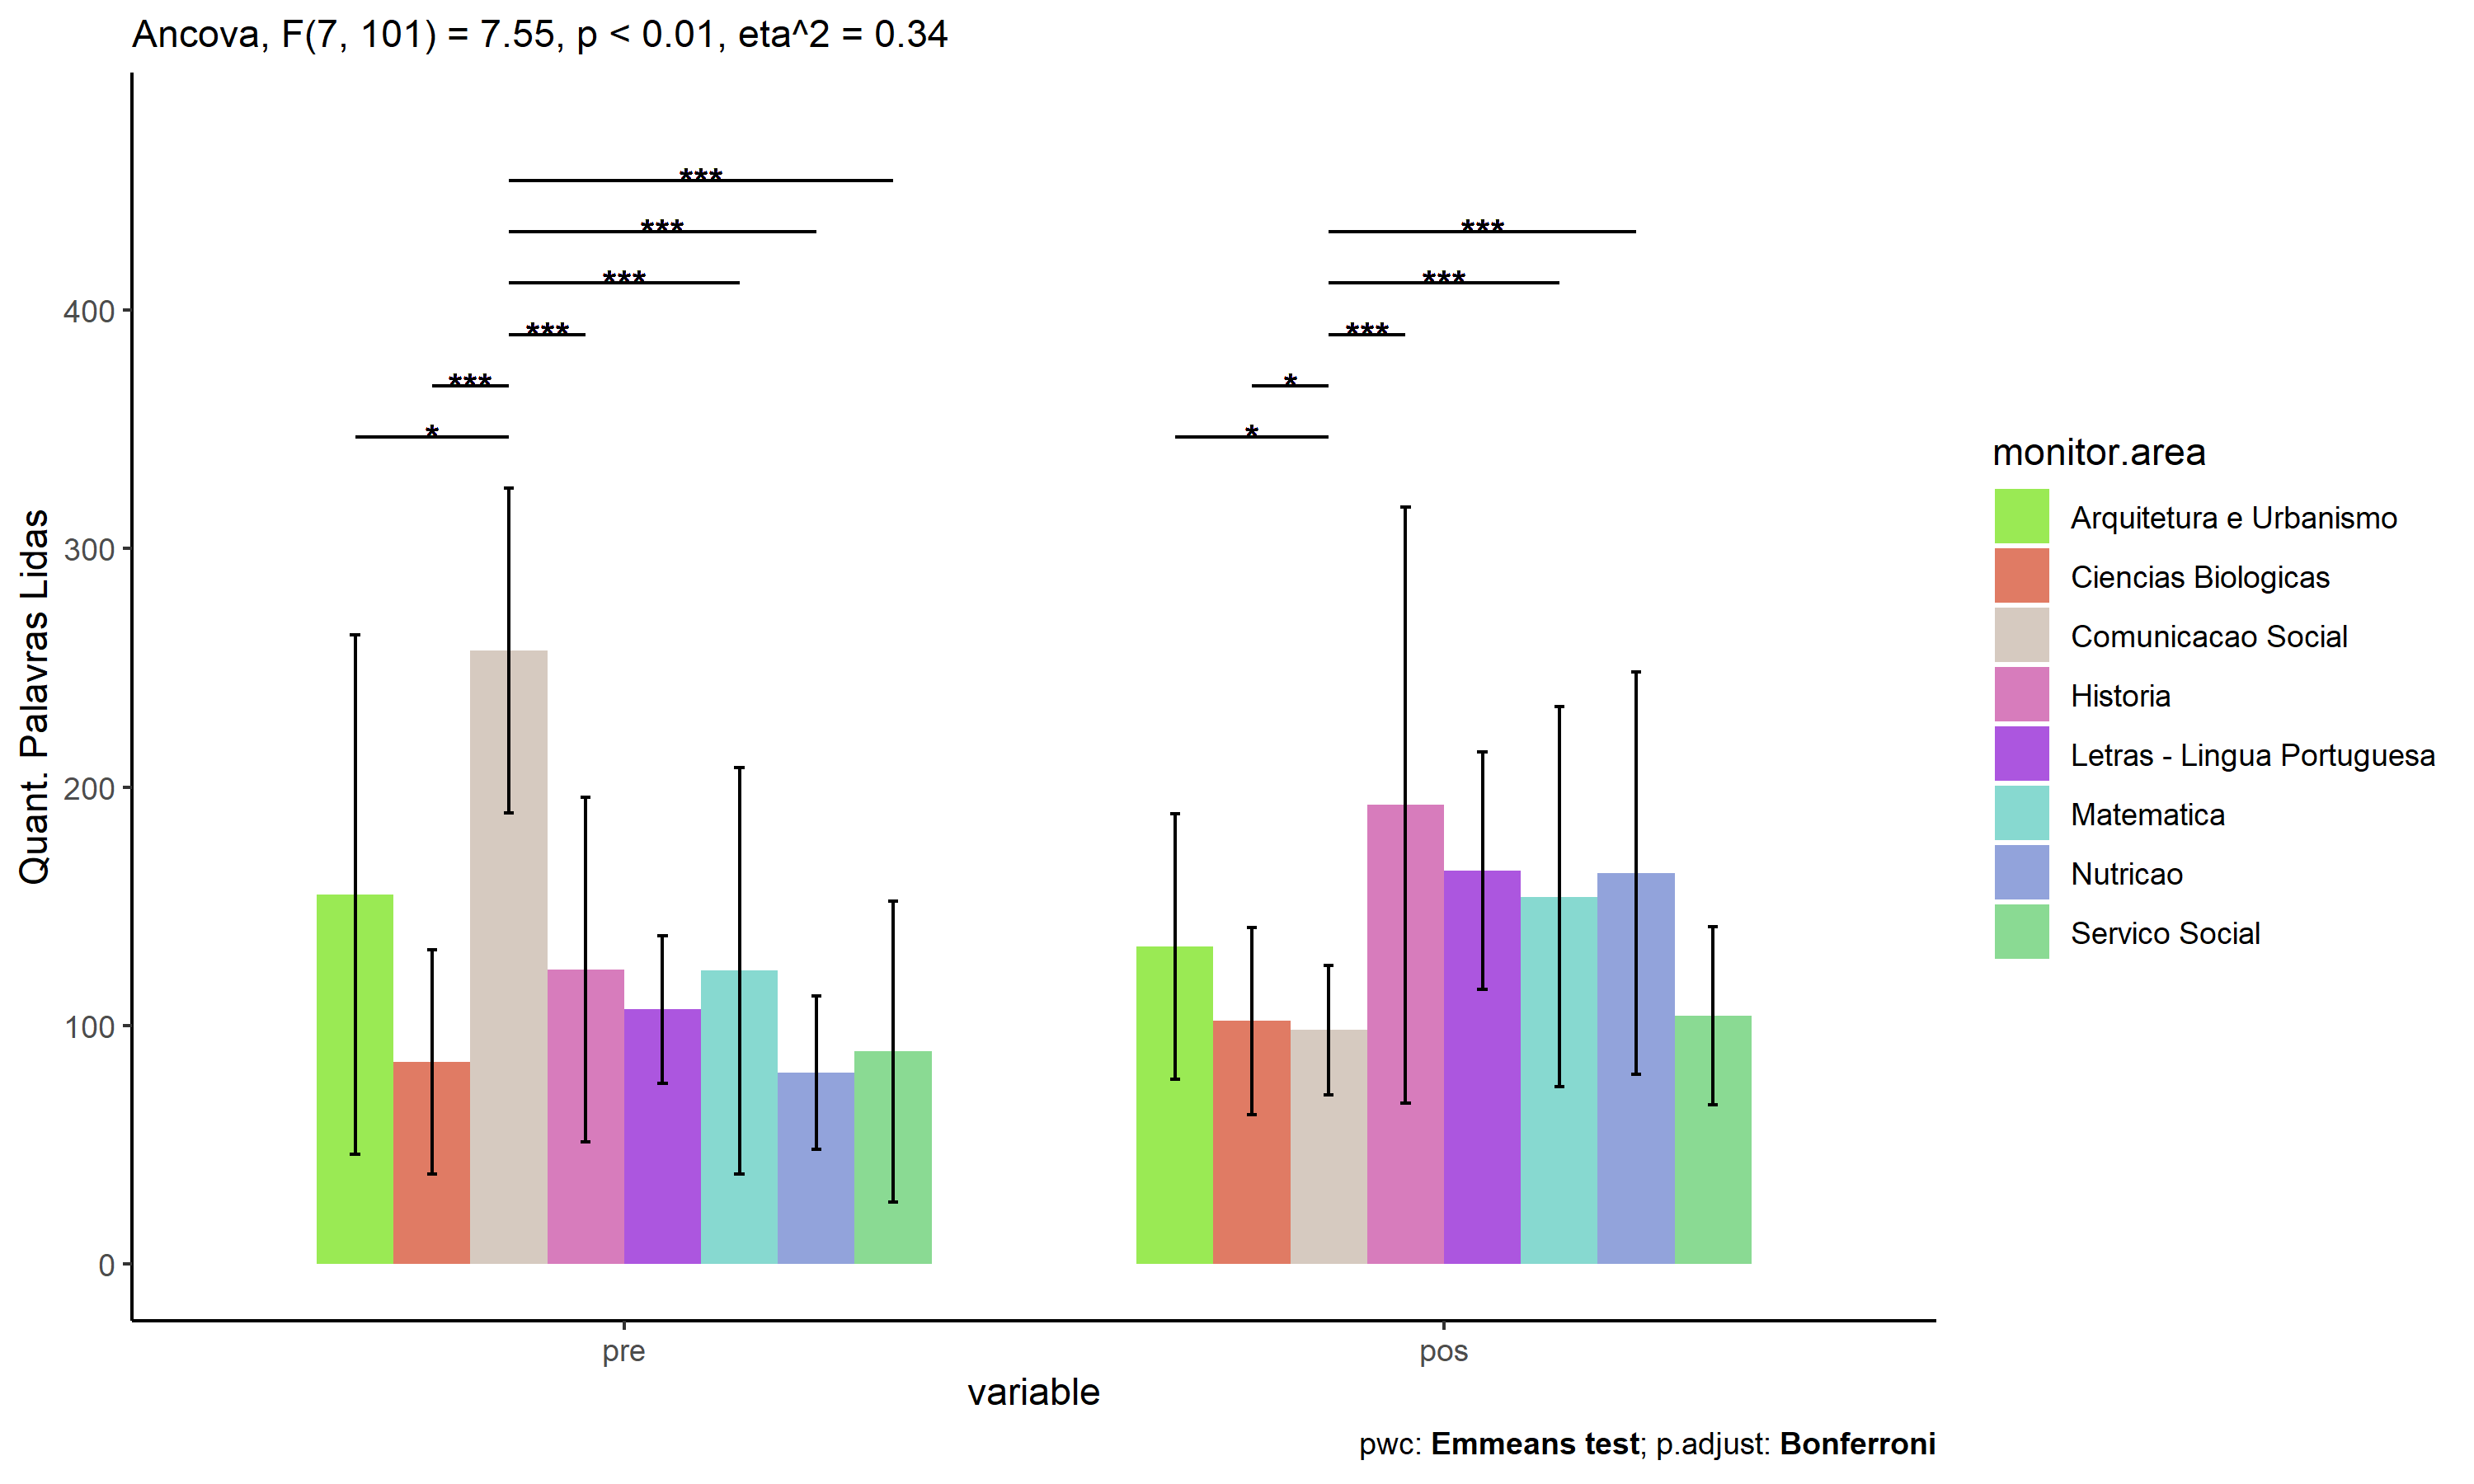 Ancova, F(7, 101) = 7.55, p < 0.01, eta^2 = 0.34
Quant. Palavras Lidas
400
300
200
100
0
***
***
***
***
***
*
***
***
***
*
*
pre
pos
variable
monitor.area
Arquitetura e Urbanismo
Ciencias Biologicas
Comunicacao Social
Historia
Letras - Lingua Portuguesa
Matematica
Nutricao
Servico Social
pwc: Emmeans test; p.adjust: Bonferroni